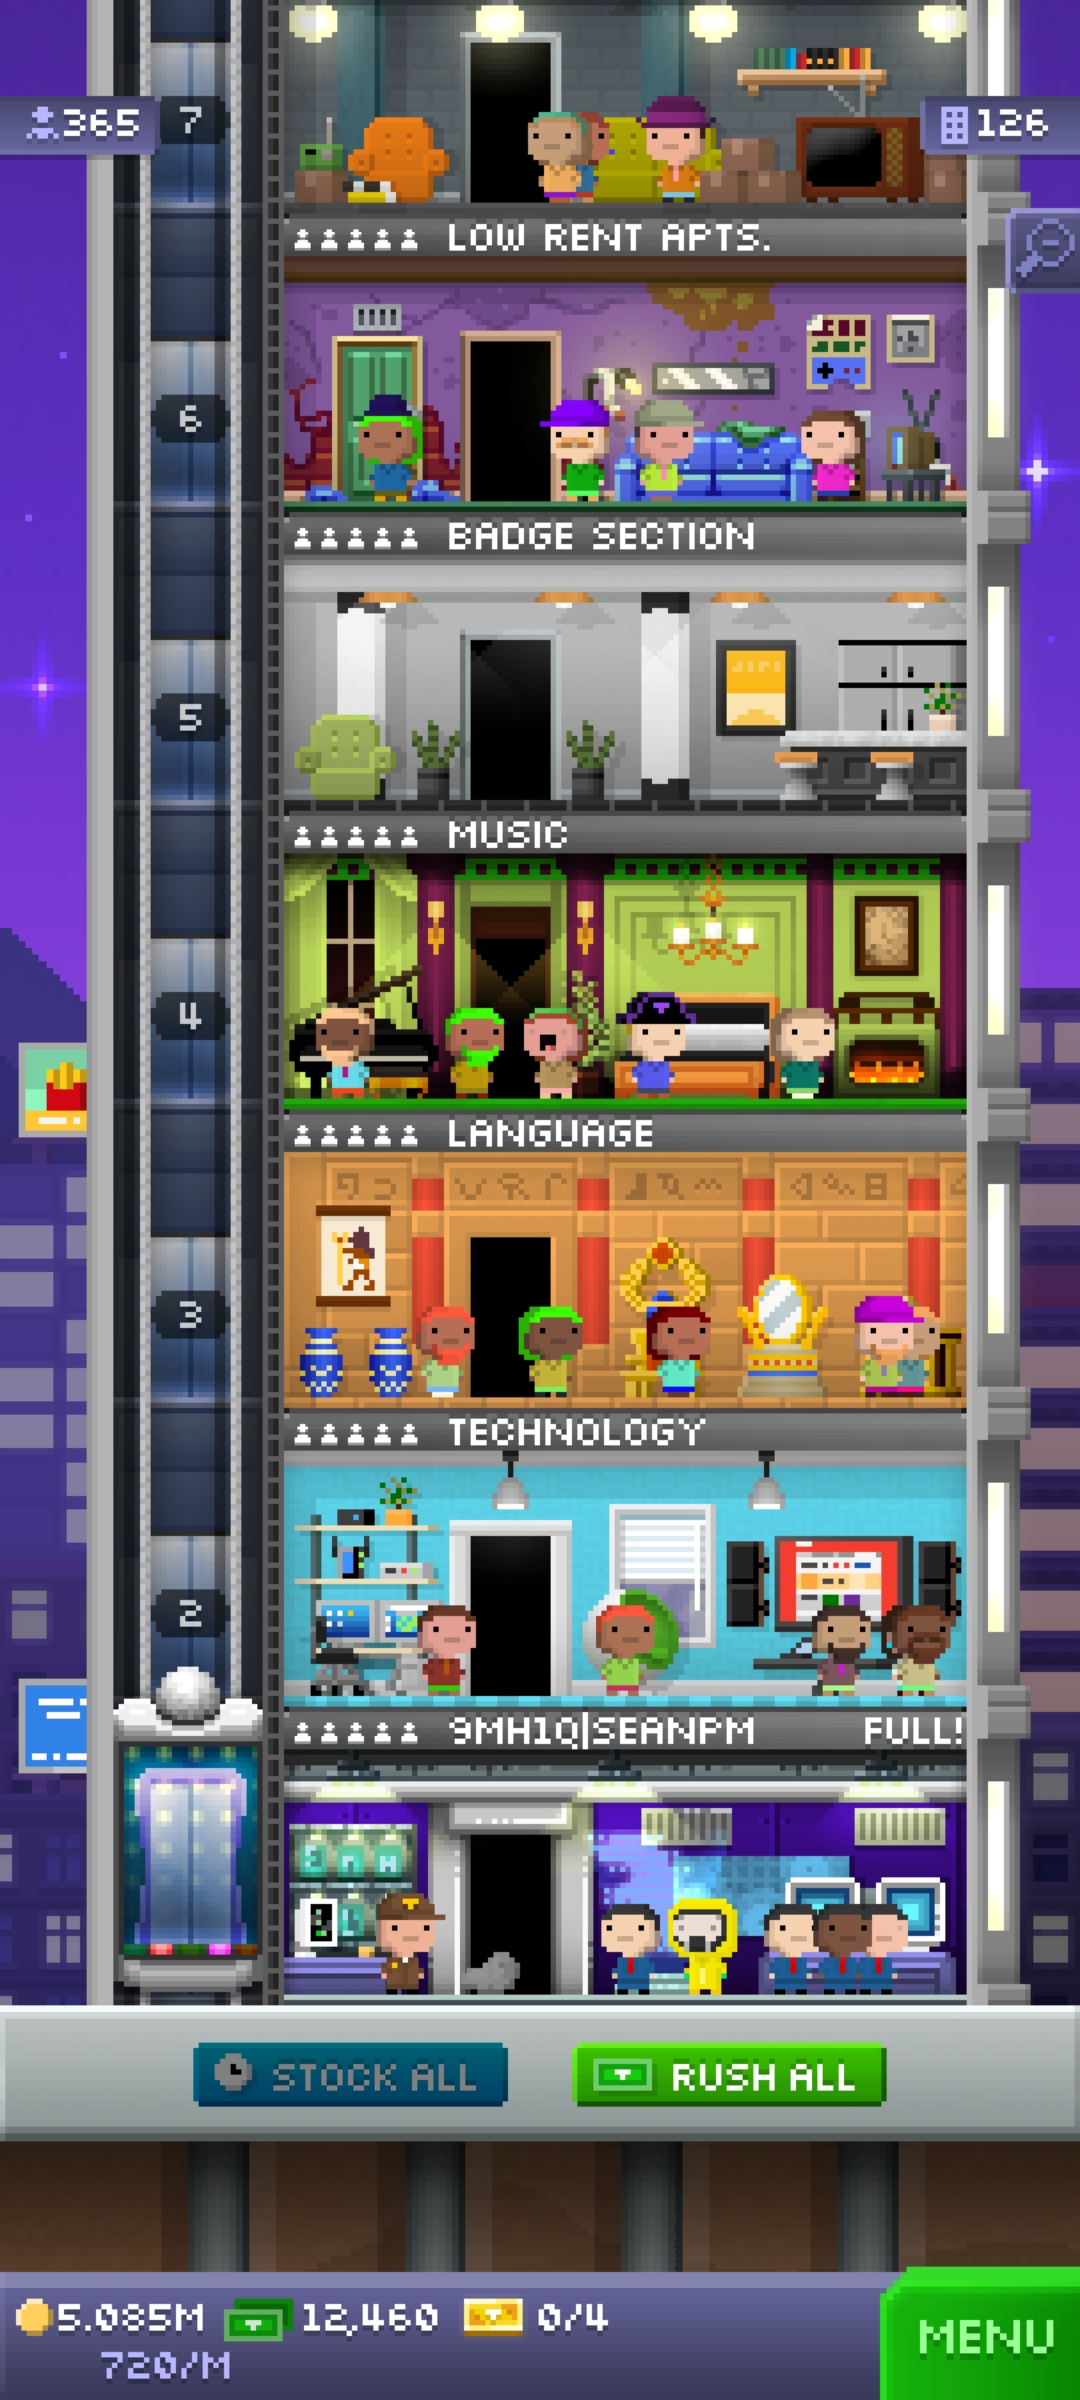 7
365
126
LOW RENT APTS.
6
BADGE SECTION
5
MUSIC
4
LANGUAGE
3
TECHNOLOGY
2
9MH1Q|SEANPM FULL!
STOCK ALL
RUSH ALL
5.085M 12,460 0/4
720/M
MENU